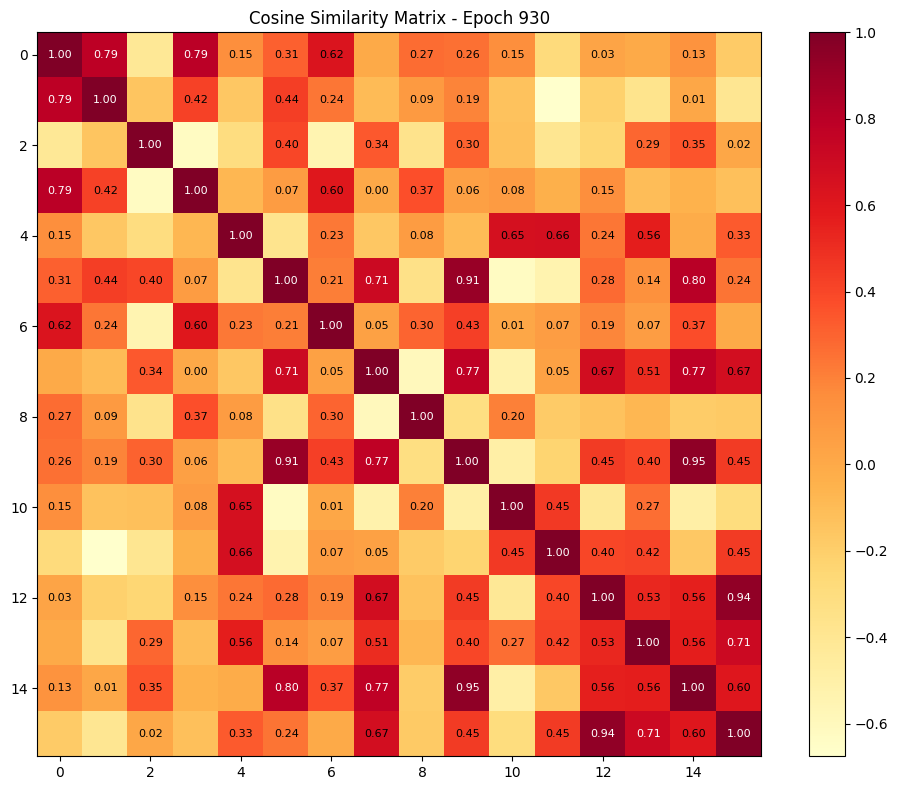 Cosine Similarity Matrix - Epoch 930
0 1.00 0.79 0.79 0.15 0.31 0.62 0.27 0.26 0.15 0.03 0.13
0.79 1.00 0.42 0.44 0.24 0.09 0.19 0.01
2 1.00 0.40 0.34 0.30 0.29 0.35 0.02
0.79 0.42 1.00 0.07 0.60 0.00 0.37 0.06 0.08 0.15
4 0.15 1.00 0.23 0.08 0.65 0.66 0.24 0.56 0.33
0.31 0.44 0.40 0.07 1.00 0.21 0.71 0.91 0.28 0.14 0.80 0.24
6 0.62 0.24 0.60 0.23 0.21 1.00 0.05 0.30 0.43 0.01 0.07 0.19 0.07 0.37
0.34 0.00 0.71 0.05 1.00 0.77 0.05 0.67 0.51 0.77 0.67
8 0.27 0.09 0.37 0.08 0.30 1.00 0.20
0.26 0.19 0.30 0.06 0.91 0.43 0.77 1.00 0.45 0.40 0.95 0.45
10 0.15 0.08 0.65 0.01 0.20 1.00 0.45 0.27
0.66 0.07 0.05 0.45 1.00 0.40 0.42 0.45
12 0.03 0.15 0.24 0.28 0.19 0.67 0.45 0.40 1.00 0.53 0.56 0.94
0.29 0.56 0.14 0.07 0.51 0.40 0.27 0.42 0.53 1.00 0.56 0.71
14 0.13 0.01 0.35 0.80 0.37 0.77 0.95 0.56 0.56 1.00 0.60
0.02 0.33 0.24 0.67 0.45 0.45 0.94 0.71 0.60 1.00
0 2 4 6 8 10 12 14
1.0
0.8
0.6
0.4
0.2
0.0
−0.2
−0.4
−0.6